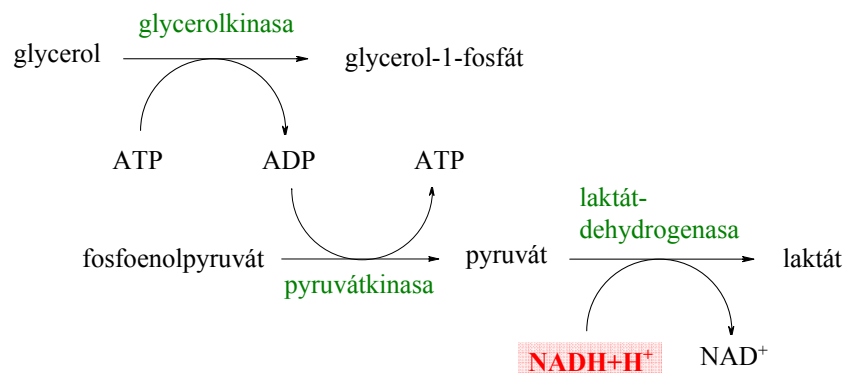 glycerolkinasa
glycerol
glycerol-1-fosfát
ATP
ADP
ATP
laktát-
dehydrogenasa
fosfoenolpyruvát
pyruvátkinasa
pyruvát
laktát
NADH+H⁺
NAD⁺